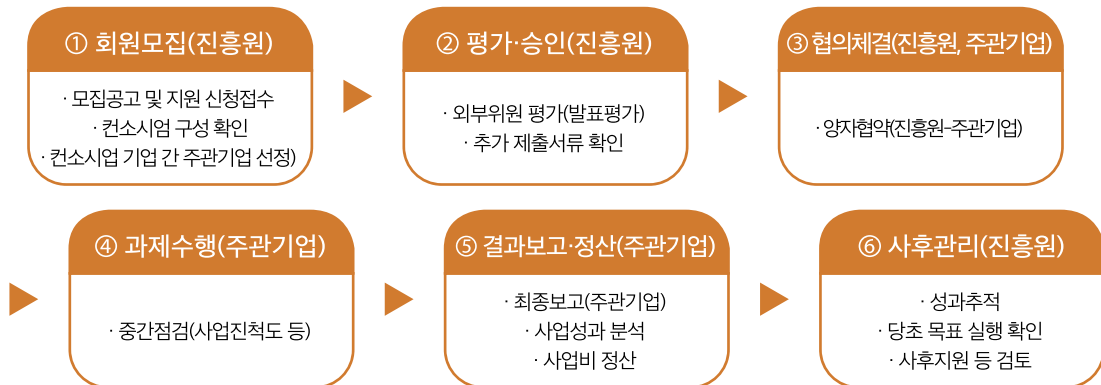 ① 회원모집(진흥원)
· 모집공고 및 지원 신청접수
· 컨소시엄 구성 확인
· 컨소시업 기업 간 주관기업 선정)
② 평가·승인(진흥원)
· 외부위원 평가(발표평가)
· 추가 제출서류 확인
③ 협의체결(진흥원, 주관기업)
· 양자협약(진흥원-주관기업)
④ 과제수행(주관기업)
· 중간점검(사업진척도 등)
⑤ 결과보고·정산(주관기업)
· 최종보고(주관기업)
· 사업성과 분석
· 사업비 정산
⑥ 사후관리(진흥원)
· 성과추적
· 당초 목표 실행 확인
· 사후지원 등 검토